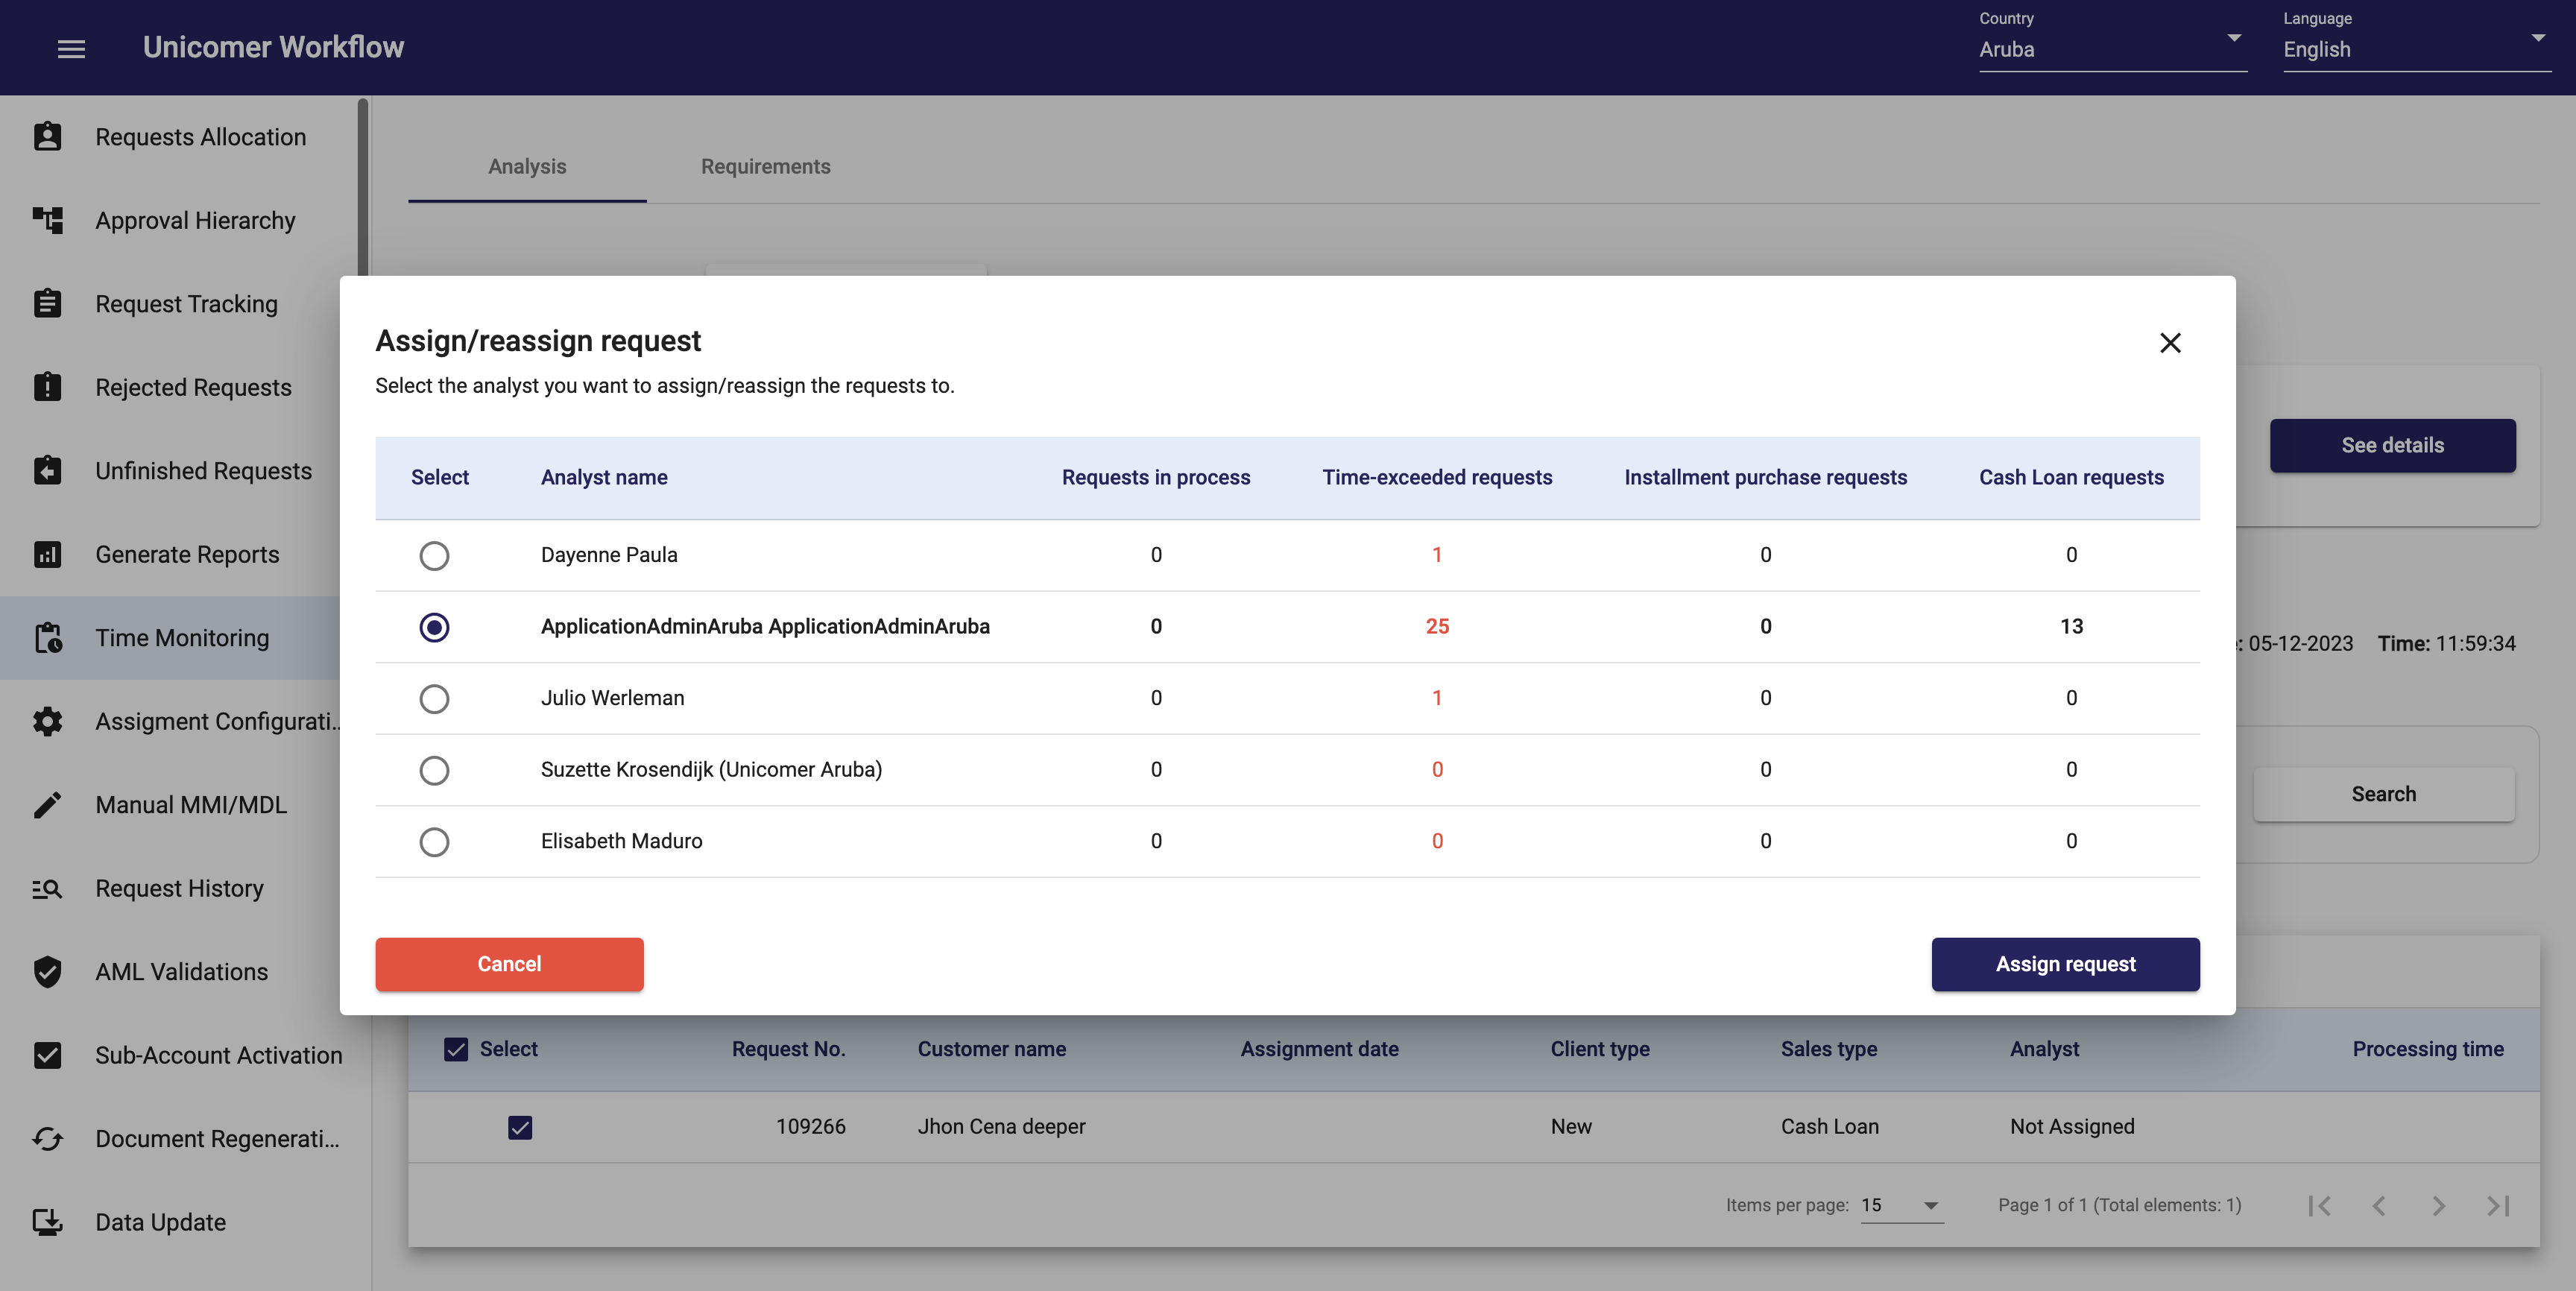 Unicomer Workflow
Country
Aruba
Language
English
Requests Allocation
Approval Hierarchy
Request Tracking
Rejected Requests
Unfinished Requests
Generate Reports
Time Monitoring
Assigment Configurati...
Manual MMI/MDL
Request History
AML Validations
Sub-Account Activation
Document Regenerati...
Data Update
Analysis Requirements
See details
: 05-12-2023 Time: 11:59:34
Search
Assign/reassign request
Select the analyst you want to assign/reassign the requests to.
Select Analyst name Requests in process Time-exceeded requests Installment purchase requests Cash Loan requests
Dayenne Paula 0 1 0 0
ApplicationAdminAruba ApplicationAdminAruba 0 25 0 13
Julio Werleman 0 1 0 0
Suzette Krosendijk (Unicomer Aruba) 0 0 0 0
Elisabeth Maduro 0 0 0 0
Cancel Assign request
Select Request No. Customer name Assignment date Client type Sales type Analyst Processing time
109266 Jhon Cena deeper New Cash Loan Not Assigned
Items per page: 15 Page 1 of 1 (Total elements: 1)